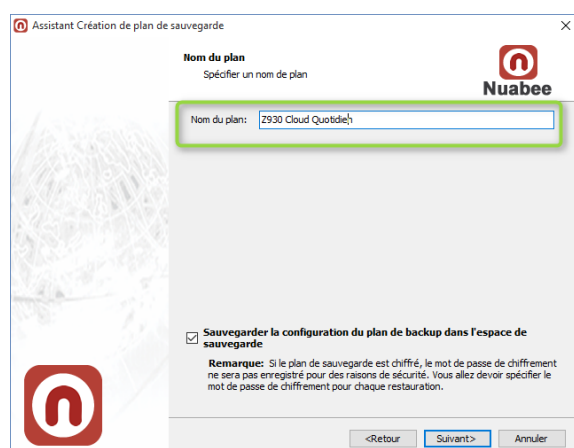 Assistant Création de plan de sauvegarde
Nom du plan
Spécifier un nom de plan
Nuabee
Nom du plan: Z930 Cloud Quotidien
Sauvegarder la configuration du plan de backup dans l'espace de
sauvegarde
Remarque: Si le plan de sauvegarde est chiffré, le mot de passe de chiffrement
ne sera pas enregistré pour des raisons de sécurité. Vous allez devoir spécifier le
mot de passe de chiffrement pour chaque restauration.
<Retour Suivant> Annuler